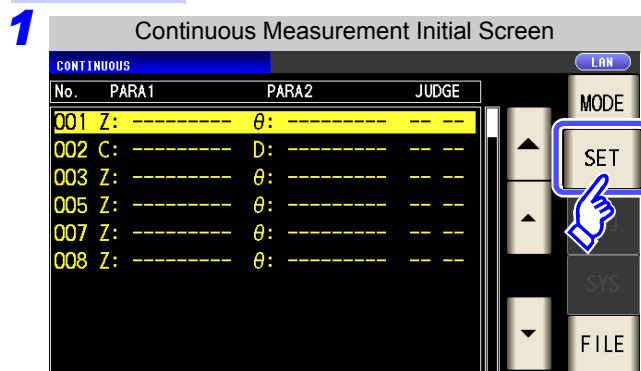 1 Continuous Measurement Initial Screen
CONTINUOUS LAN
No. PARA1 PARA2 JUDGE
MODE
001 Z: --------- θ: --------- -- --
002 C: --------- D: --------- -- --
SET
003 Z: --------- θ: --------- -- --
005 Z: --------- θ: --------- -- --
007 Z: --------- θ: --------- -- --
008 Z: --------- θ: --------- -- --
SYS
FILE